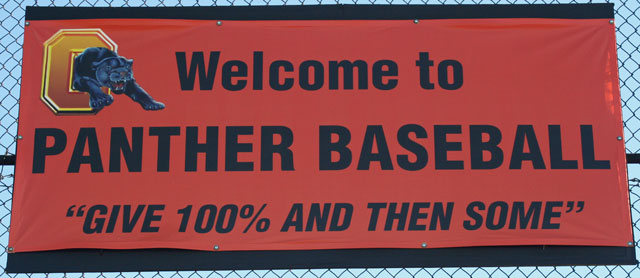 Welcome to
PANTHER BASEBALL
“GIVE 100% AND THEN SOME”